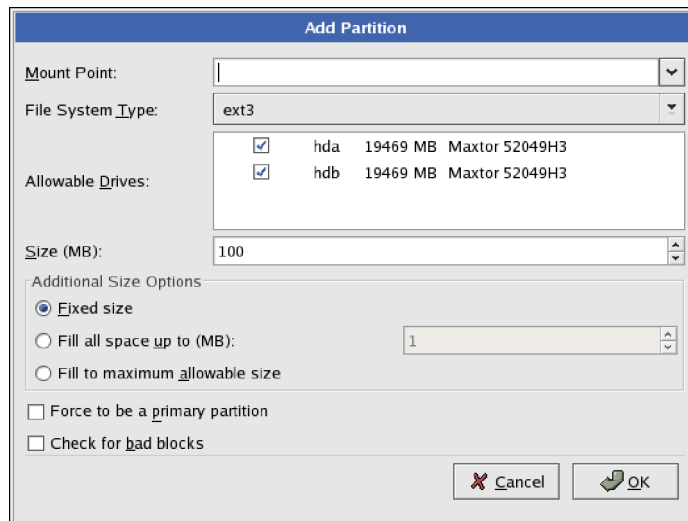 Add Partition
Mount Point:
File System Type: ext3
Allowable Drives:
hda 19469 MB Maxtor 52049H3
hdb 19469 MB Maxtor 52049H3
Size (MB): 100
Additional Size Options
Fixed size
Fill all space up to (MB): 1
Fill to maximum allowable size
Force to be a primary partition
Check for bad blocks
Cancel OK